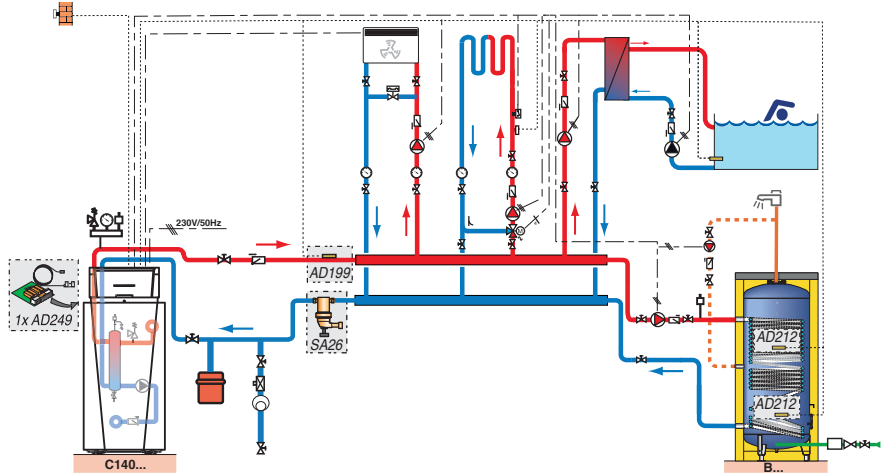 230V/50Hz
AD199
1x AD249
SA26
AD212
AD212
M
C140...
B...